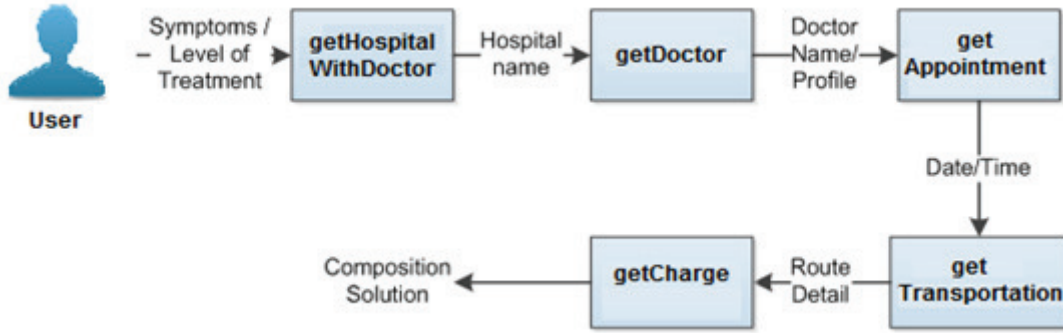 User
Symptoms /
Level of
Treatment
getHospital
WithDoctor
Hospital
name
getDoctor
Doctor
Name/
Profile
get
Appointment
Date/Time
get
Transportation
Route
Detail
getCharge
Composition
Solution